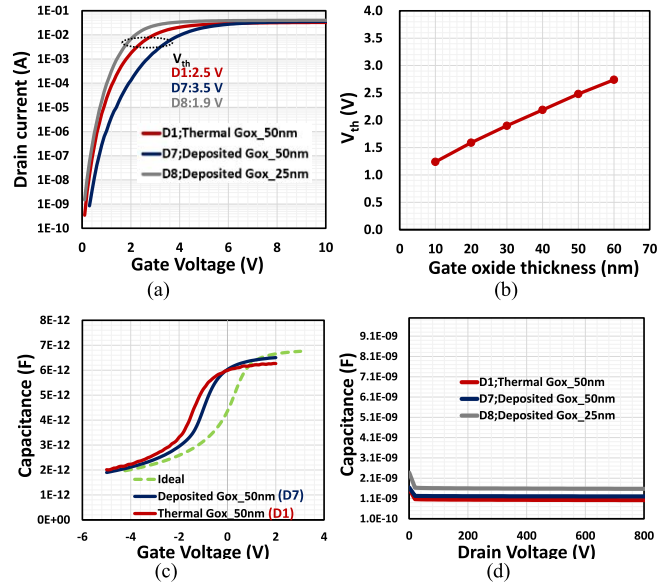 1E-01
1E-02
1E-03
1E-04
1E-05
1E-06
1E-07
1E-08
1E-09
1E-10
Drain current (A)
Vth
D1:2.5 V
D7:3.5 V
D8:1.9 V
D1;Thermal Gox_50nm
D7;Deposited Gox_50nm
D8;Deposited Gox_25nm
0 2 4 6 8 10
Gate Voltage (V)
(a)
4.0
3.5
3.0
2.5
2.0
1.5
1.0
0.5
0.0
Vth (V)
0 10 20 30 40 50 60 70
Gate oxide thickness (nm)
(b)
8E-12
7E-12
6E-12
5E-12
4E-12
3E-12
2E-12
1E-12
0E+00
Capacitance (F)
Ideal
Deposited Gox_50nm (D7)
Thermal Gox_50nm (D1)
-6 -4 -2 0 2 4
Gate Voltage (V)
(c)
9.1E-09
8.1E-09
7.1E-09
6.1E-09
5.1E-09
4.1E-09
3.1E-09
2.1E-09
1.1E-09
1.0E-10
Capacitance (F)
D1;Thermal Gox_50nm
D7;Deposited Gox_50nm
D8;Deposited Gox_25nm
0 200 400 600 800
Drain Voltage (V)
(d)